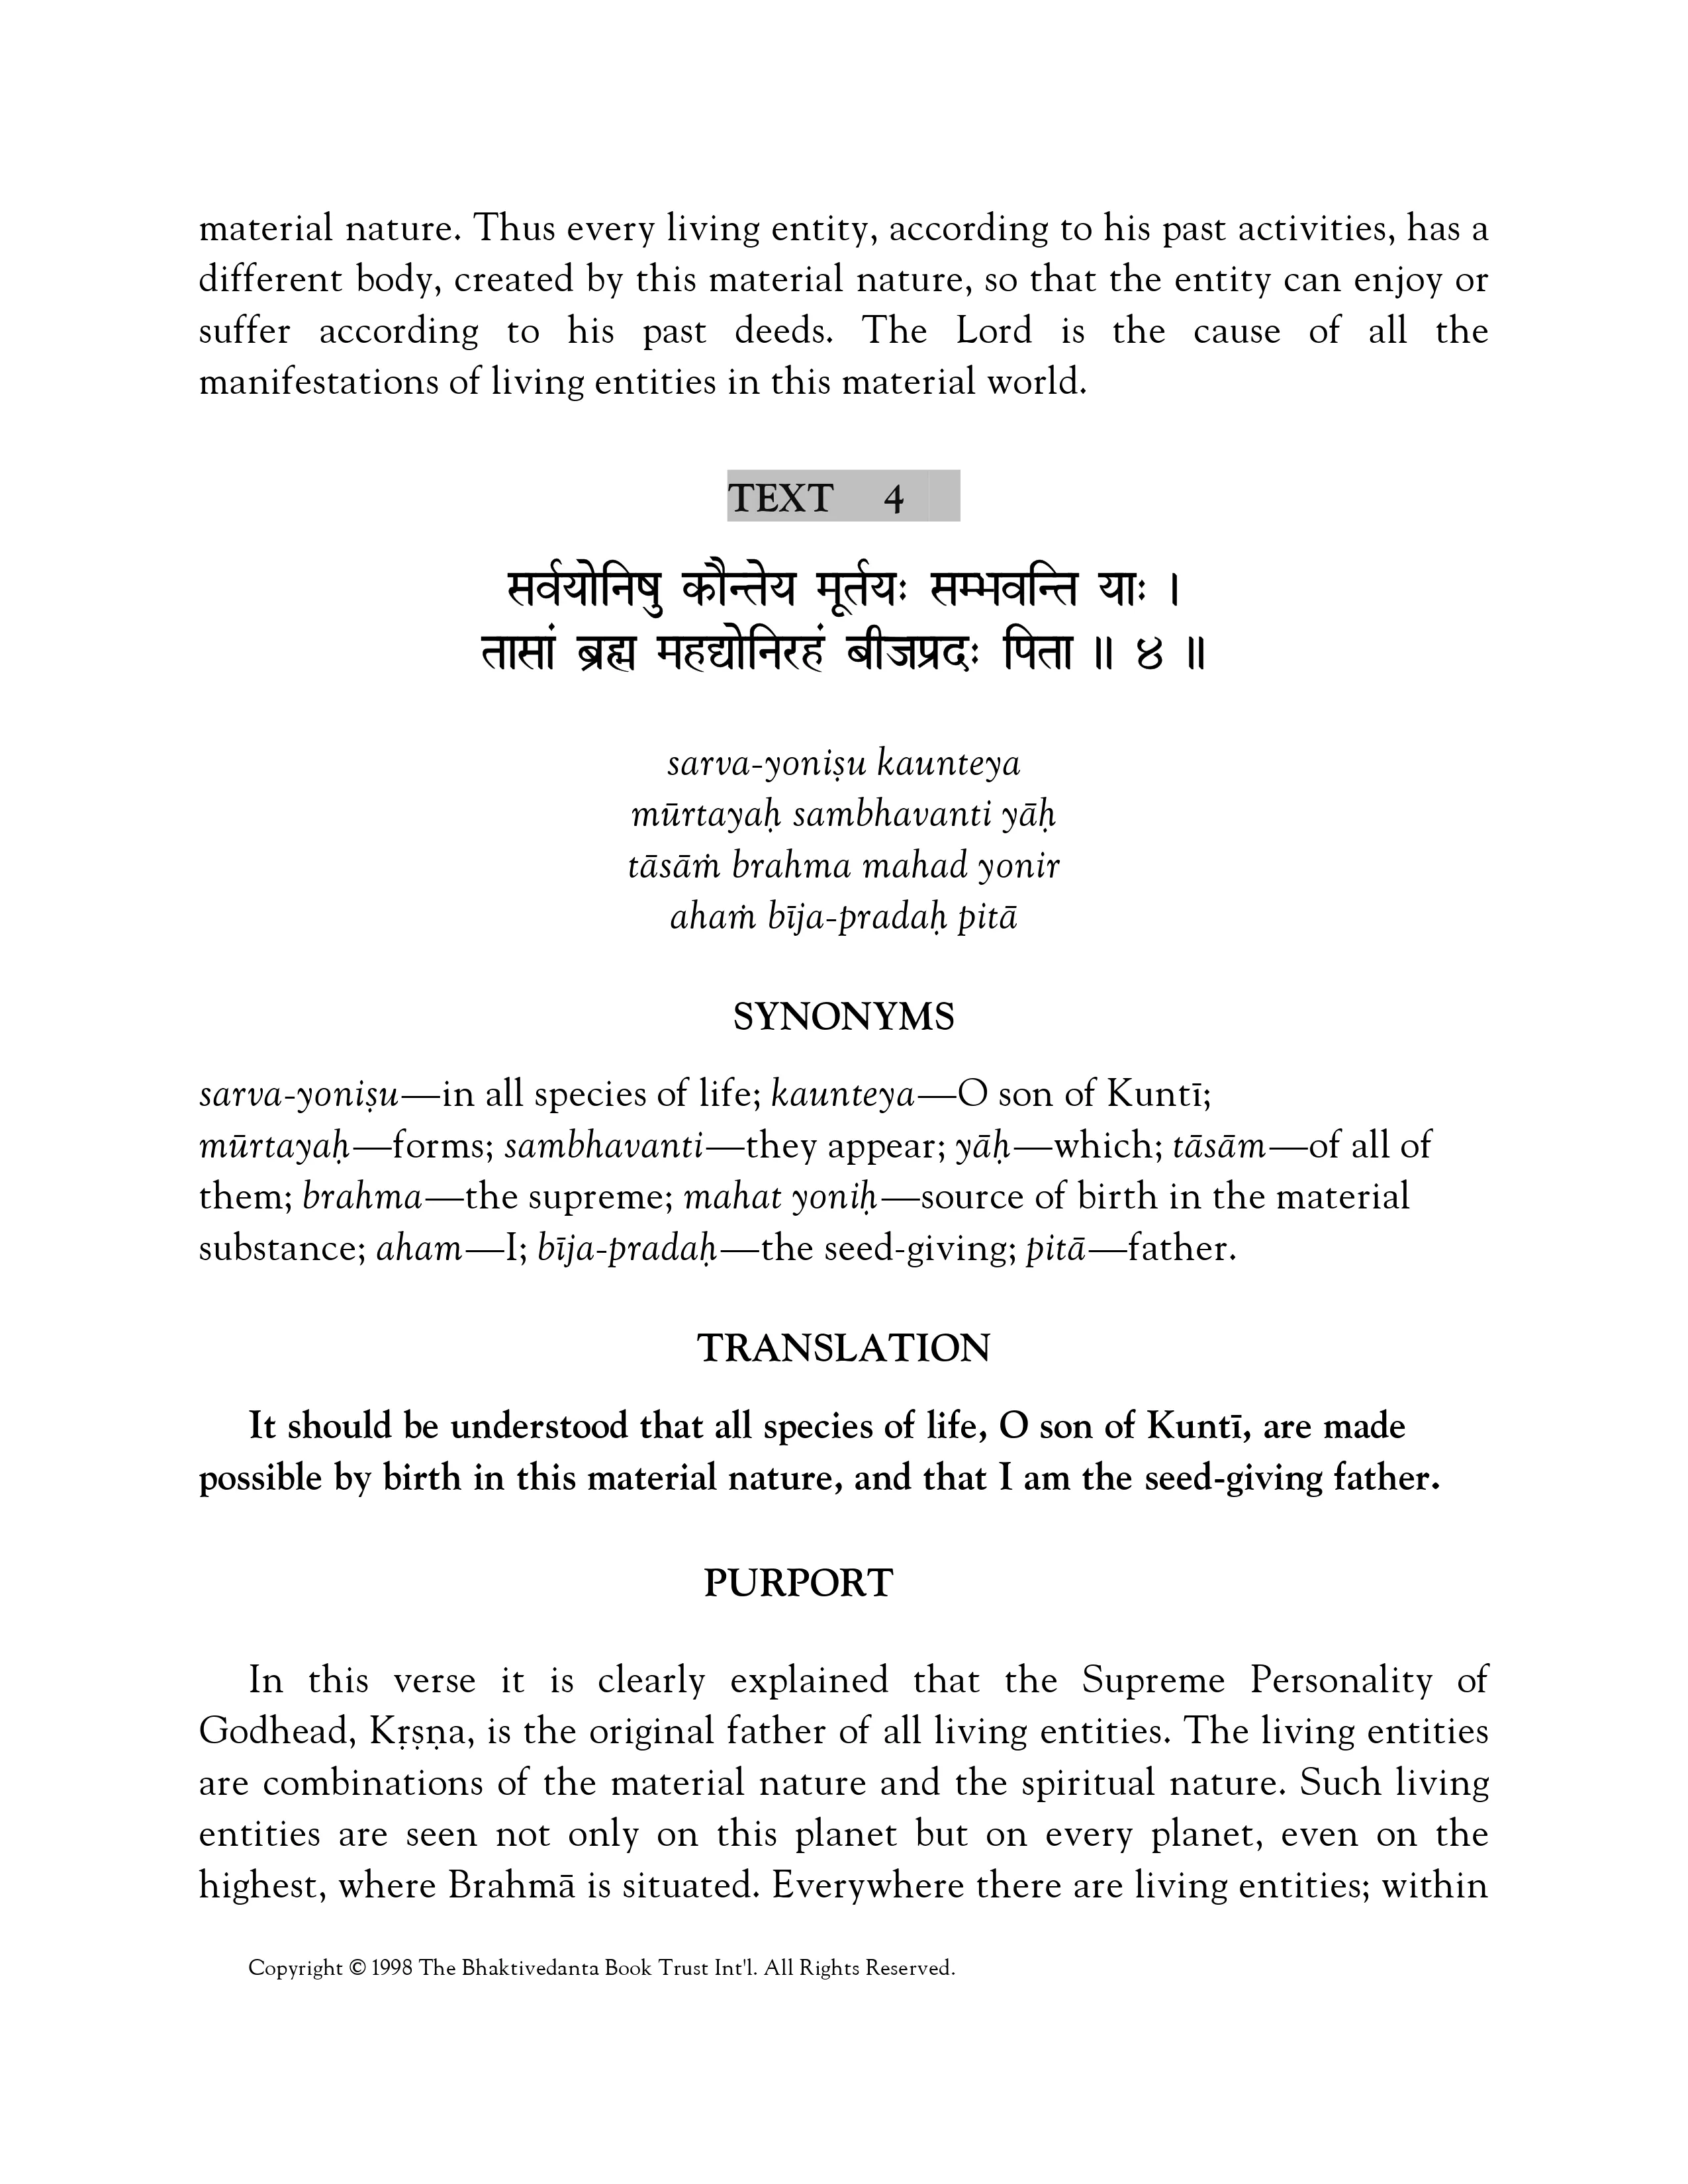 material nature. Thus every living entity, according to his past activities, has a
different body, created by this material nature, so that the entity can enjoy or
suffer according to his past deeds. The Lord is the cause of all the
manifestations of living entities in this material world.
TEXT 4
सर्वयोनिषु कौन्तेय मूर्तयः सम्भवन्ति याः ।
तासां ब्रह्म महद्योनिरहं बीजप्रदः पिता ॥ ४ ॥
sarva-yoniṣu kaunteya
mūrtayaḥ sambhavanti yāḥ
tāsāṁ brahma mahad yonir
ahaṁ bīja-pradaḥ pitā
SYNONYMS
sarva-yoniṣu—in all species of life; kaunteya—O son of Kuntī;
mūrtayaḥ—forms; sambhavanti—they appear; yāḥ—which; tāsām—of all of
them; brahma—the supreme; mahat yoniḥ—source of birth in the material
substance; aham—I; bīja-pradaḥ—the seed-giving; pitā—father.
TRANSLATION
It should be understood that all species of life, O son of Kuntī, are made
possible by birth in this material nature, and that I am the seed-giving father.
PURPORT
In this verse it is clearly explained that the Supreme Personality of
Godhead, Kṛṣṇa, is the original father of all living entities. The living entities
are combinations of the material nature and the spiritual nature. Such living
entities are seen not only on this planet but on every planet, even on the
highest, where Brahmā is situated. Everywhere there are living entities; within
Copyright © 1998 The Bhaktivedanta Book Trust Int'l. All Rights Reserved.